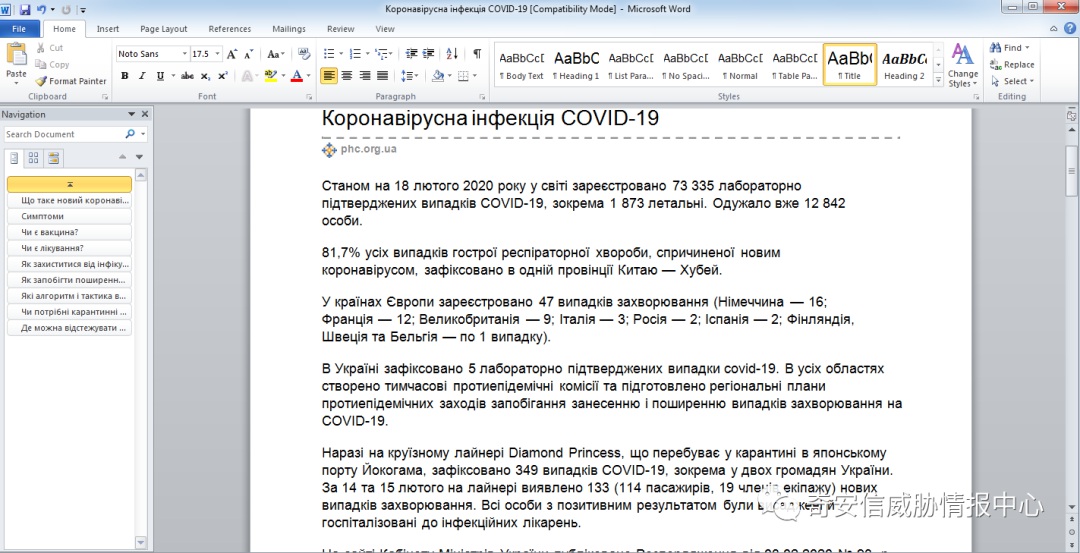 Коронавірусна інфекція COVID-19 [Compatibility Mode] - Microsoft Word
File Home Insert Page Layout References Mailings Review View
Paste
Cut
Copy
Format Painter
Clipboard
Noto Sans 17.5
Font
Paragraph
AaBbCcI AaBbC AaBbCcI AaBbCcI AaBbCcI AaBbCcI AaBb( AaBbCc
¶ Body Text ¶ Heading 1 ¶ List Para... ¶ No Spaci... ¶ Normal ¶ Table Pa... ¶ Title Heading 2
Change Styles
Styles
Find
Replace
Select
Editing
Navigation
Search Document
Що таке новий коронаві...
Симптоми
Чи є вакцина?
Чи є лікування?
Як захиститися від інфіку...
Як запобігти поширенн...
Які алгоритм і тактика в...
Чи потрібні карантинні ...
Де можна відстежувати ...
Коронавірусна інфекція COVID-19
phc.org.ua
Станом на 18 лютого 2020 року у світі зареєстровано 73 335 лабораторно
підтверджених випадків COVID-19, зокрема 1 873 летальні. Одужало вже 12 842
особи.
81,7% усіх випадків гострої респіраторної хвороби, спричиненої новим
коронавірусом, зафіксовано в одній провінції Китаю — Хубей.
У країнах Європи зареєстровано 47 випадків захворювання (Німеччина — 16;
Франція — 12; Великобританія — 9; Італія — 3; Росія — 2; Іспанія — 2; Фінляндія,
Швеція та Бельгія — по 1 випадку).
В Україні зафіксовано 5 лабораторно підтверджених випадки covid-19. В усіх областях
створено тимчасові протиепідемічні комісії та підготовлено регіональні плани
протиепідемічних заходів запобігання занесенню і поширенню випадків захворювання на
COVID-19.
Наразі на круїзному лайнері Diamond Princess, що перебуває у карантині в японському
порту Йокогама, зафіксовано 349 випадків COVID-19, зокрема у двох громадян України.
За 14 та 15 лютого на лайнері виявлено 133 (114 пасажирів, 19 членів екіпажу) нових
випадків захворювання. Всі особи з позитивним результатом були
госпіталізовані до інфекційних лікарень.
奇安信威胁情报中心